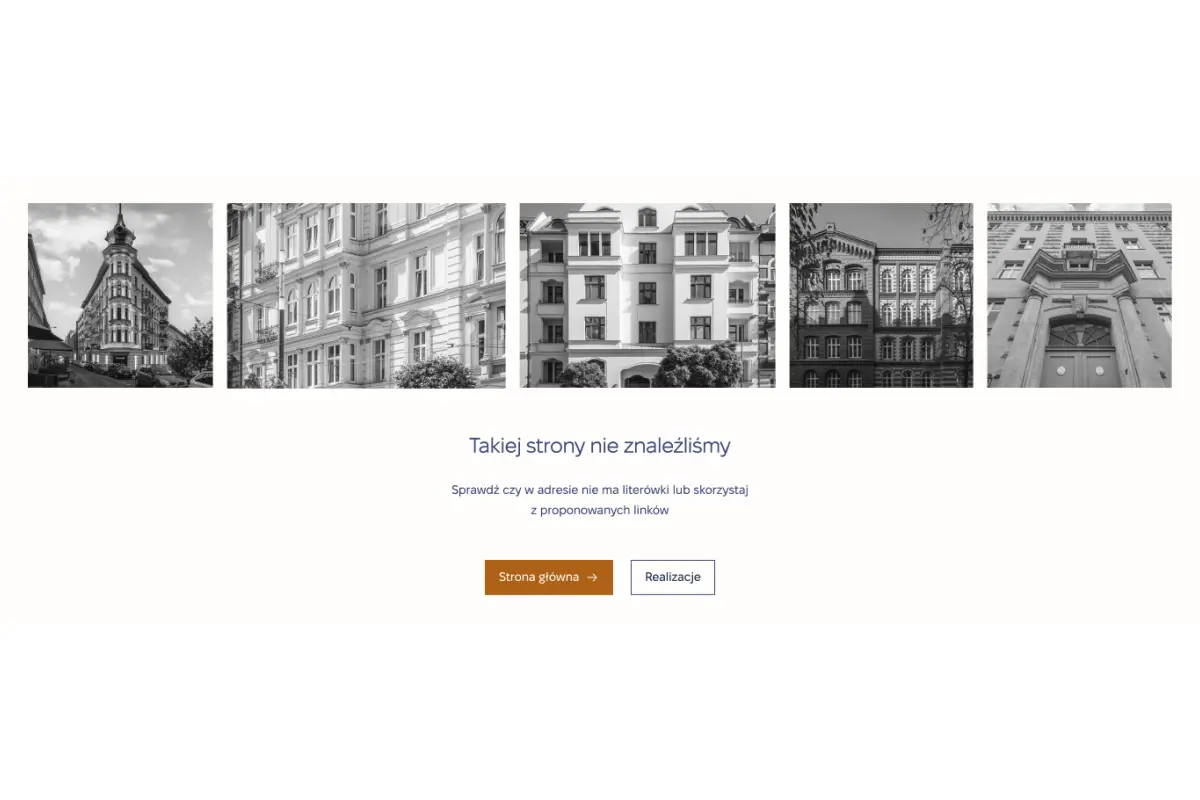 Takiej strony nie znaleźliśmy
Sprawdź czy w adresie nie ma literówki lub skorzystaj
z proponowanych linków
Strona główna →
Realizacje